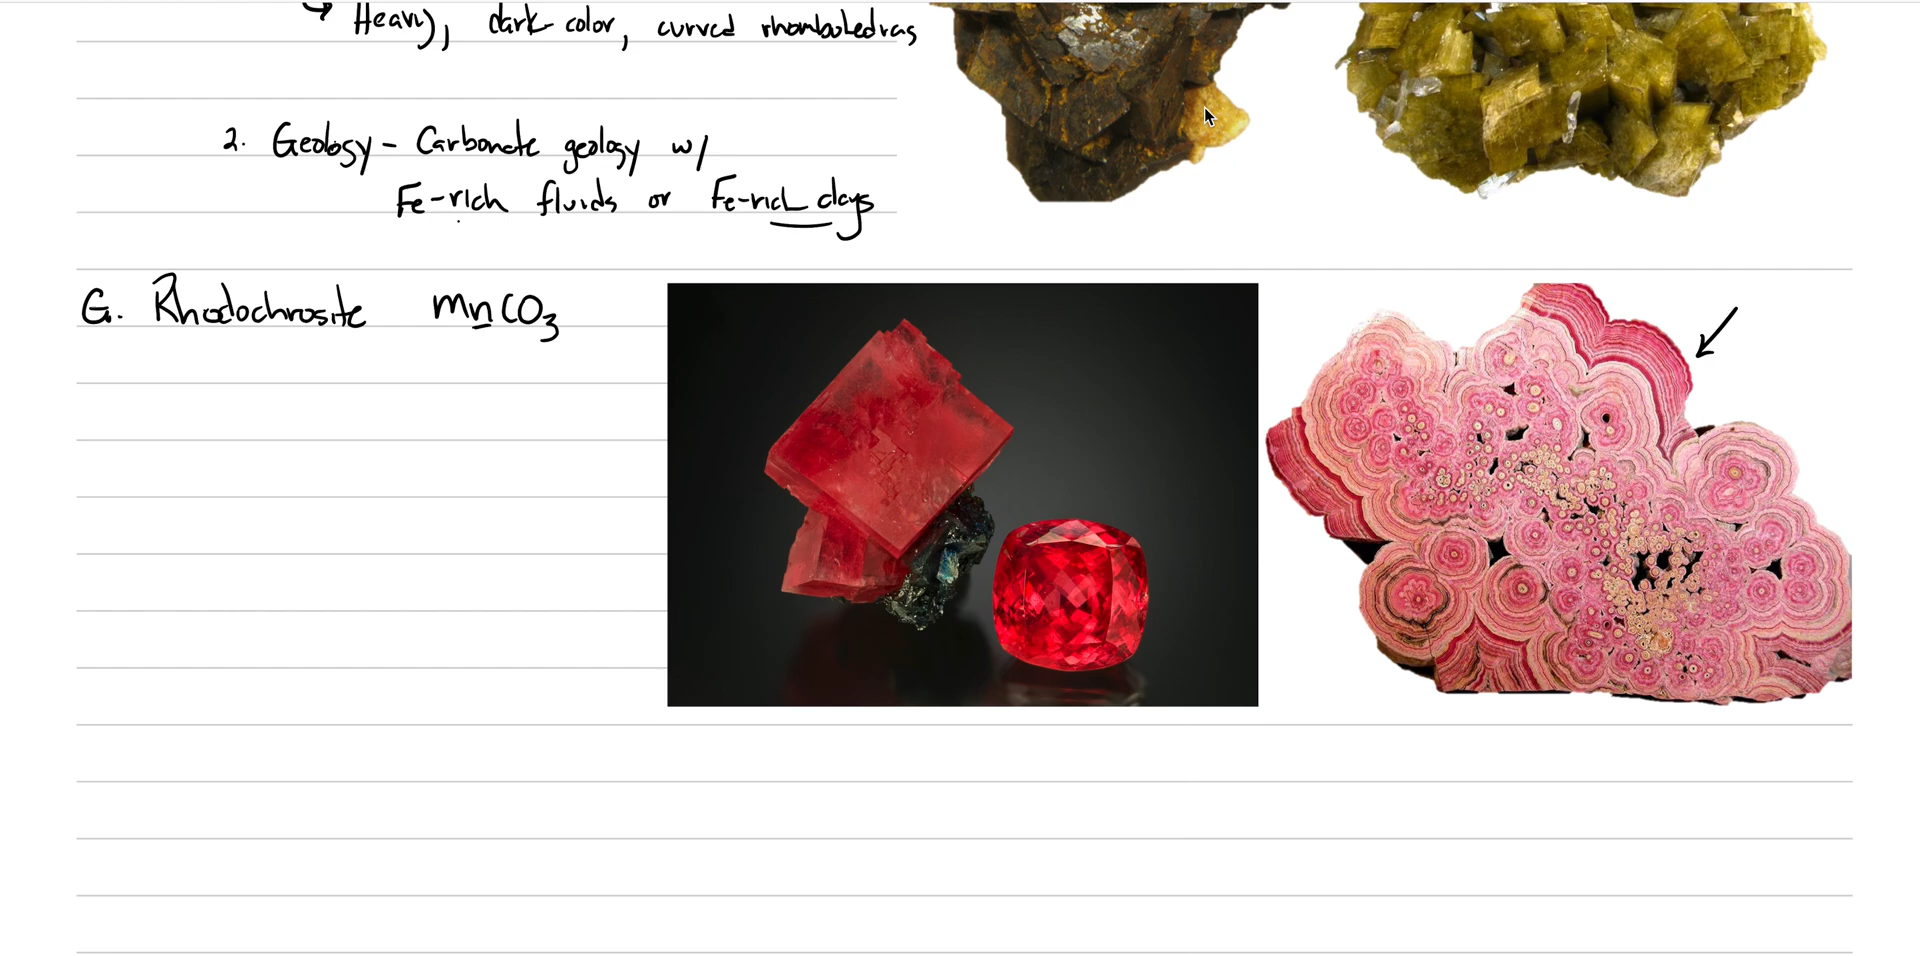 ↳ Heavy, dark color, curved rhombohedras
2. Geology - Carbonate geology w/
Fe-rich fluids or Fe-rich clays
G. Rhodochrosite MnCO3